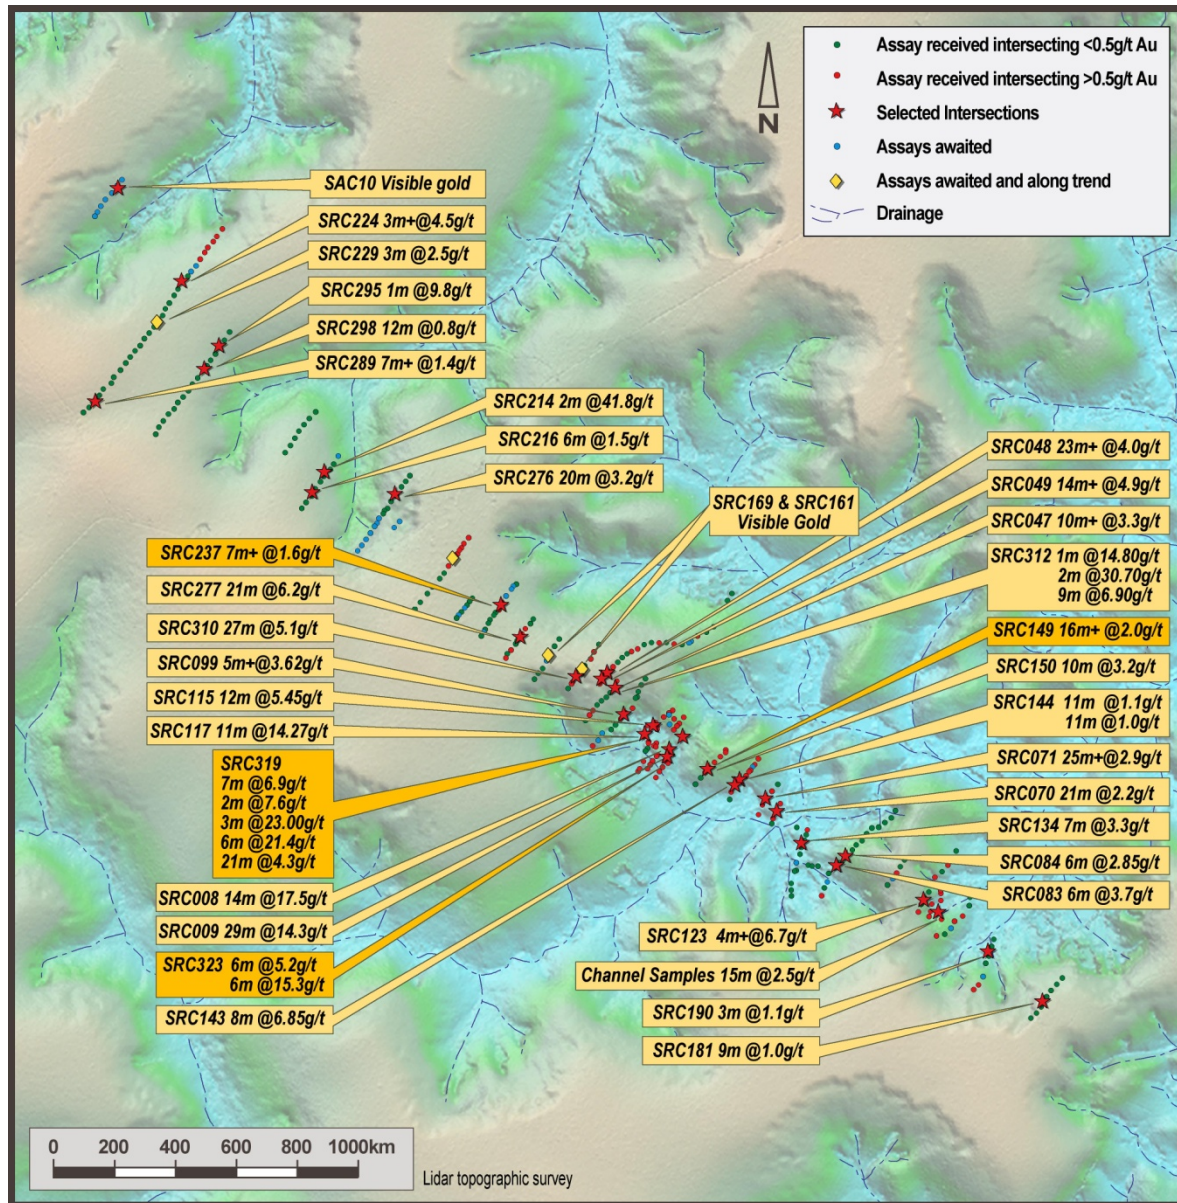 Assay received intersecting <0.5g/t Au
Assay received intersecting >0.5g/t Au
Selected Intersections
Assays awaited
Assays awaited and along trend
Drainage
N
SAC10 Visible gold
SRC224 3m+@4.5g/t
SRC229 3m @2.5g/t
SRC295 1m @9.8g/t
SRC298 12m @0.8g/t
SRC289 7m+ @1.4g/t
SRC214 2m @41.8g/t
SRC216 6m @1.5g/t
SRC276 20m @3.2g/t
SRC169 & SRC161
Visible Gold
SRC048 23m+ @4.0g/t
SRC049 14m+ @4.9g/t
SRC047 10m+ @3.3g/t
SRC312 1m @14.80g/t
2m @30.70g/t
9m @6.90g/t
SRC149 16m+ @2.0g/t
SRC150 10m @3.2g/t
SRC144 11m @1.1g/t
11m @1.0g/t
SRC071 25m+@2.9g/t
SRC070 21m @2.2g/t
SRC134 7m @3.3g/t
SRC084 6m @2.85g/t
SRC083 6m @3.7g/t
SRC237 7m+ @1.6g/t
SRC277 21m @6.2g/t
SRC310 27m @5.1g/t
SRC099 5m+@3.62g/t
SRC115 12m @5.45g/t
SRC117 11m @14.27g/t
SRC319
7m @6.9g/t
2m @7.6g/t
3m @23.00g/t
6m @21.4g/t
21m @4.3g/t
SRC008 14m @17.5g/t
SRC009 29m @14.3g/t
SRC323 6m @5.2g/t
6m @15.3g/t
SRC143 8m @6.85g/t
SRC123 4m+@6.7g/t
Channel Samples 15m @2.5g/t
SRC190 3m @1.1g/t
SRC181 9m @1.0g/t
0 200 400 600 800 1000km
Lidar topographic survey